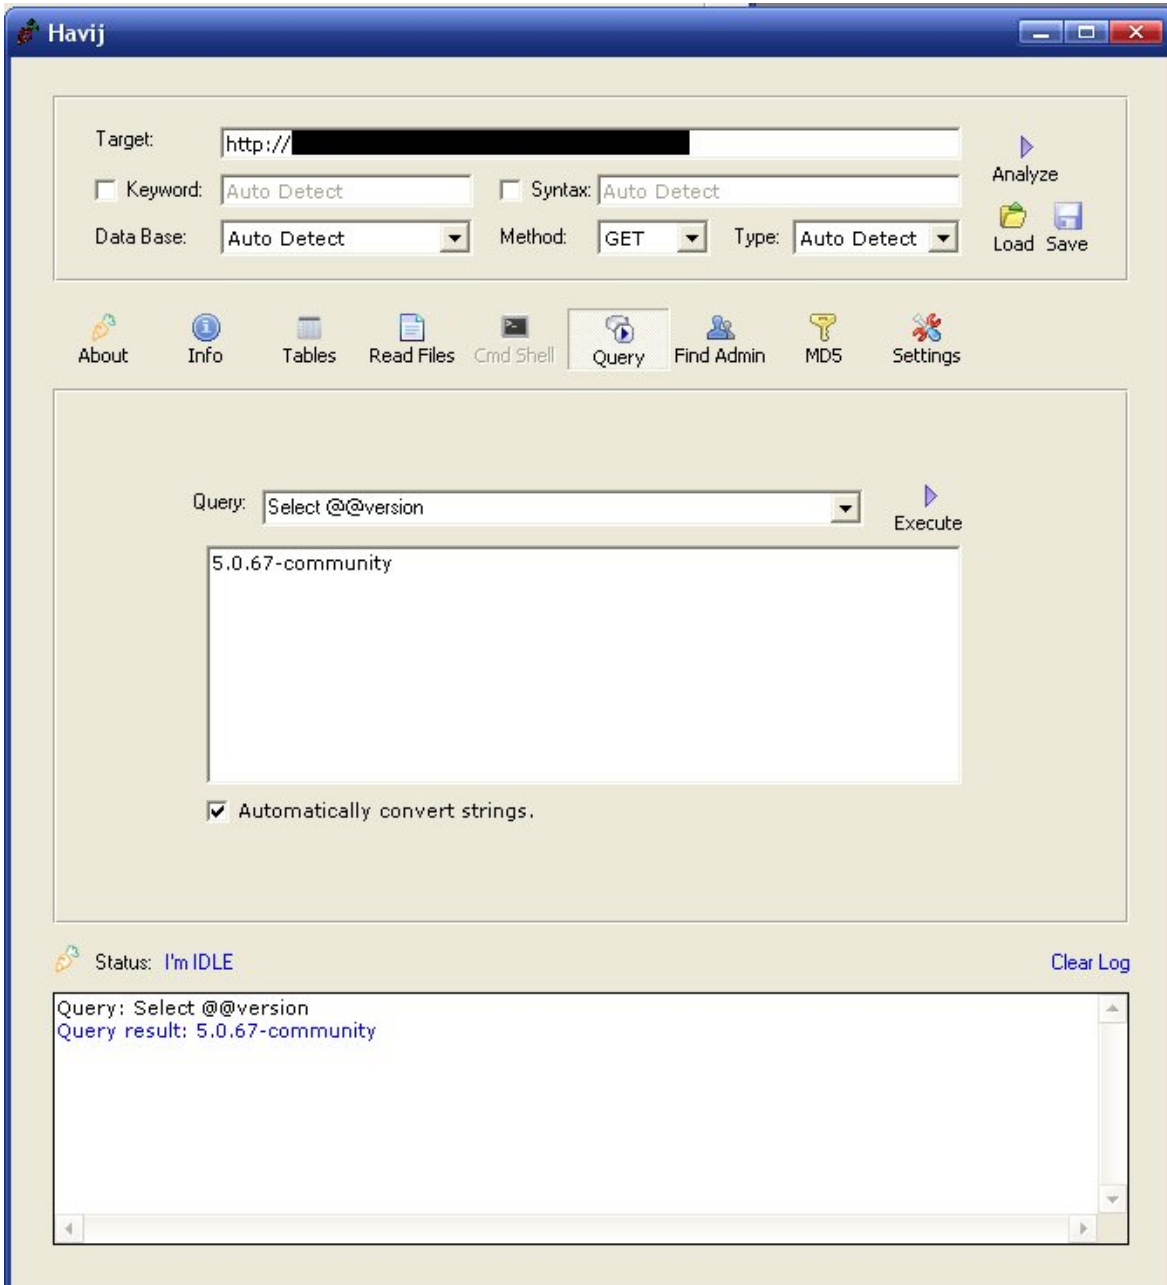 Havij
Target: http://
Analyze
Keyword: Auto Detect Syntax: Auto Detect
Data Base: Auto Detect Method: GET Type: Auto Detect
Load Save
About Info Tables Read Files Cmd Shell Query Find Admin MD5 Settings
Query: Select @@version
Execute
5.0.67-community
Automatically convert strings.
Status: I'm IDLE Clear Log
Query: Select @@version
Query result: 5.0.67-community